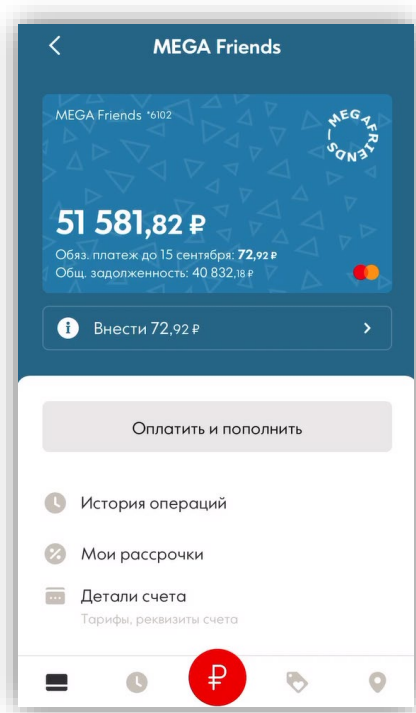 MEGA Friends
MEGA Friends *6102
MEGAFRIENDS
51 581,82 ₽
Обяз. платеж до 15 сентября: 72,92 ₽
Общ. задолженность: 40 832,18 ₽
Внести 72,92 ₽
Оплатить и пополнить
История операций
Мои рассрочки
Детали счета
Тарифы, реквизиты счета
₽